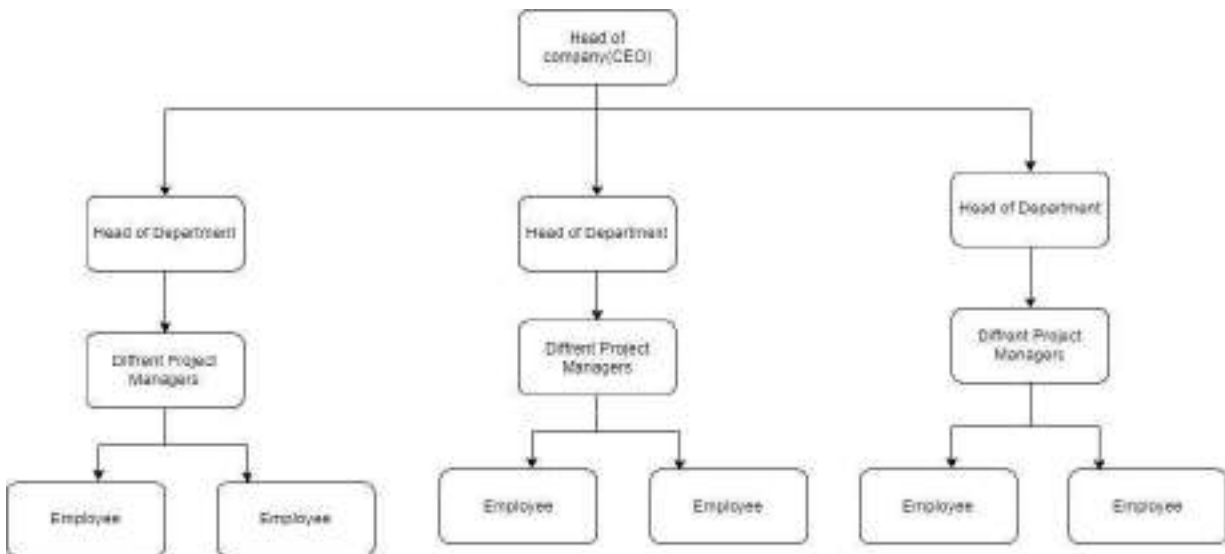 Head of
company(CEO)
Head of Department
Head of Department
Head of Department
Diffrent Project
Managers
Diffrent Project
Managers
Diffrent Project
Managers
Employee
Employee
Employee
Employee
Employee
Employee